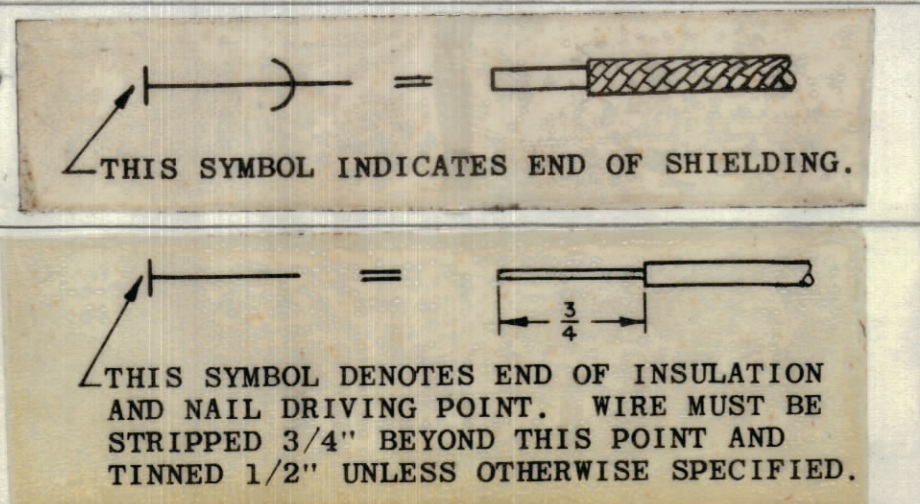 =
THIS SYMBOL INDICATES END OF SHIELDING.
=
3/4
THIS SYMBOL DENOTES END OF INSULATION
AND NAIL DRIVING POINT. WIRE MUST BE
STRIPPED 3/4" BEYOND THIS POINT AND
TINNED 1/2" UNLESS OTHERWISE SPECIFIED.